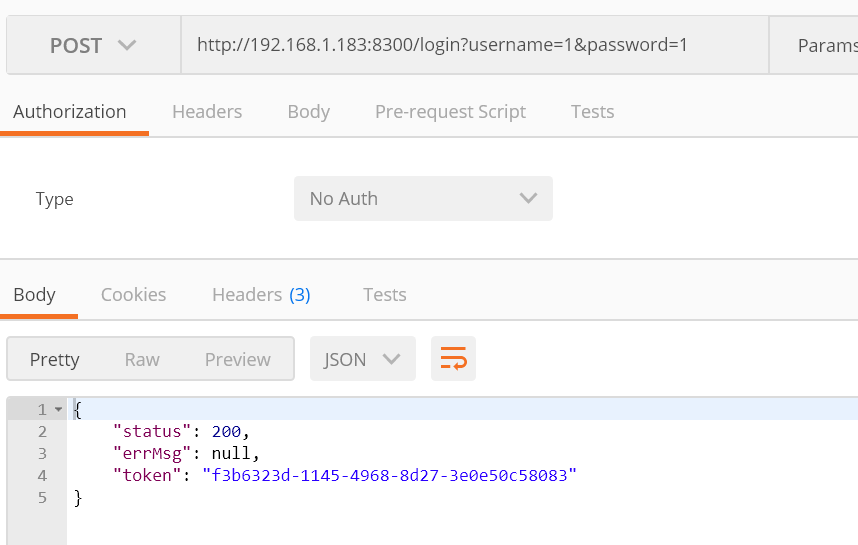 POST http://192.168.1.183:8300/login?username=1&password=1 Params
Authorization Headers Body Pre-request Script Tests
Type No Auth
Body Cookies Headers (3) Tests
Pretty Raw Preview JSON
1 {
2 "status": 200,
3 "errMsg": null,
4 "token": "f3b6323d-1145-4968-8d27-3e0e50c58083"
5 }